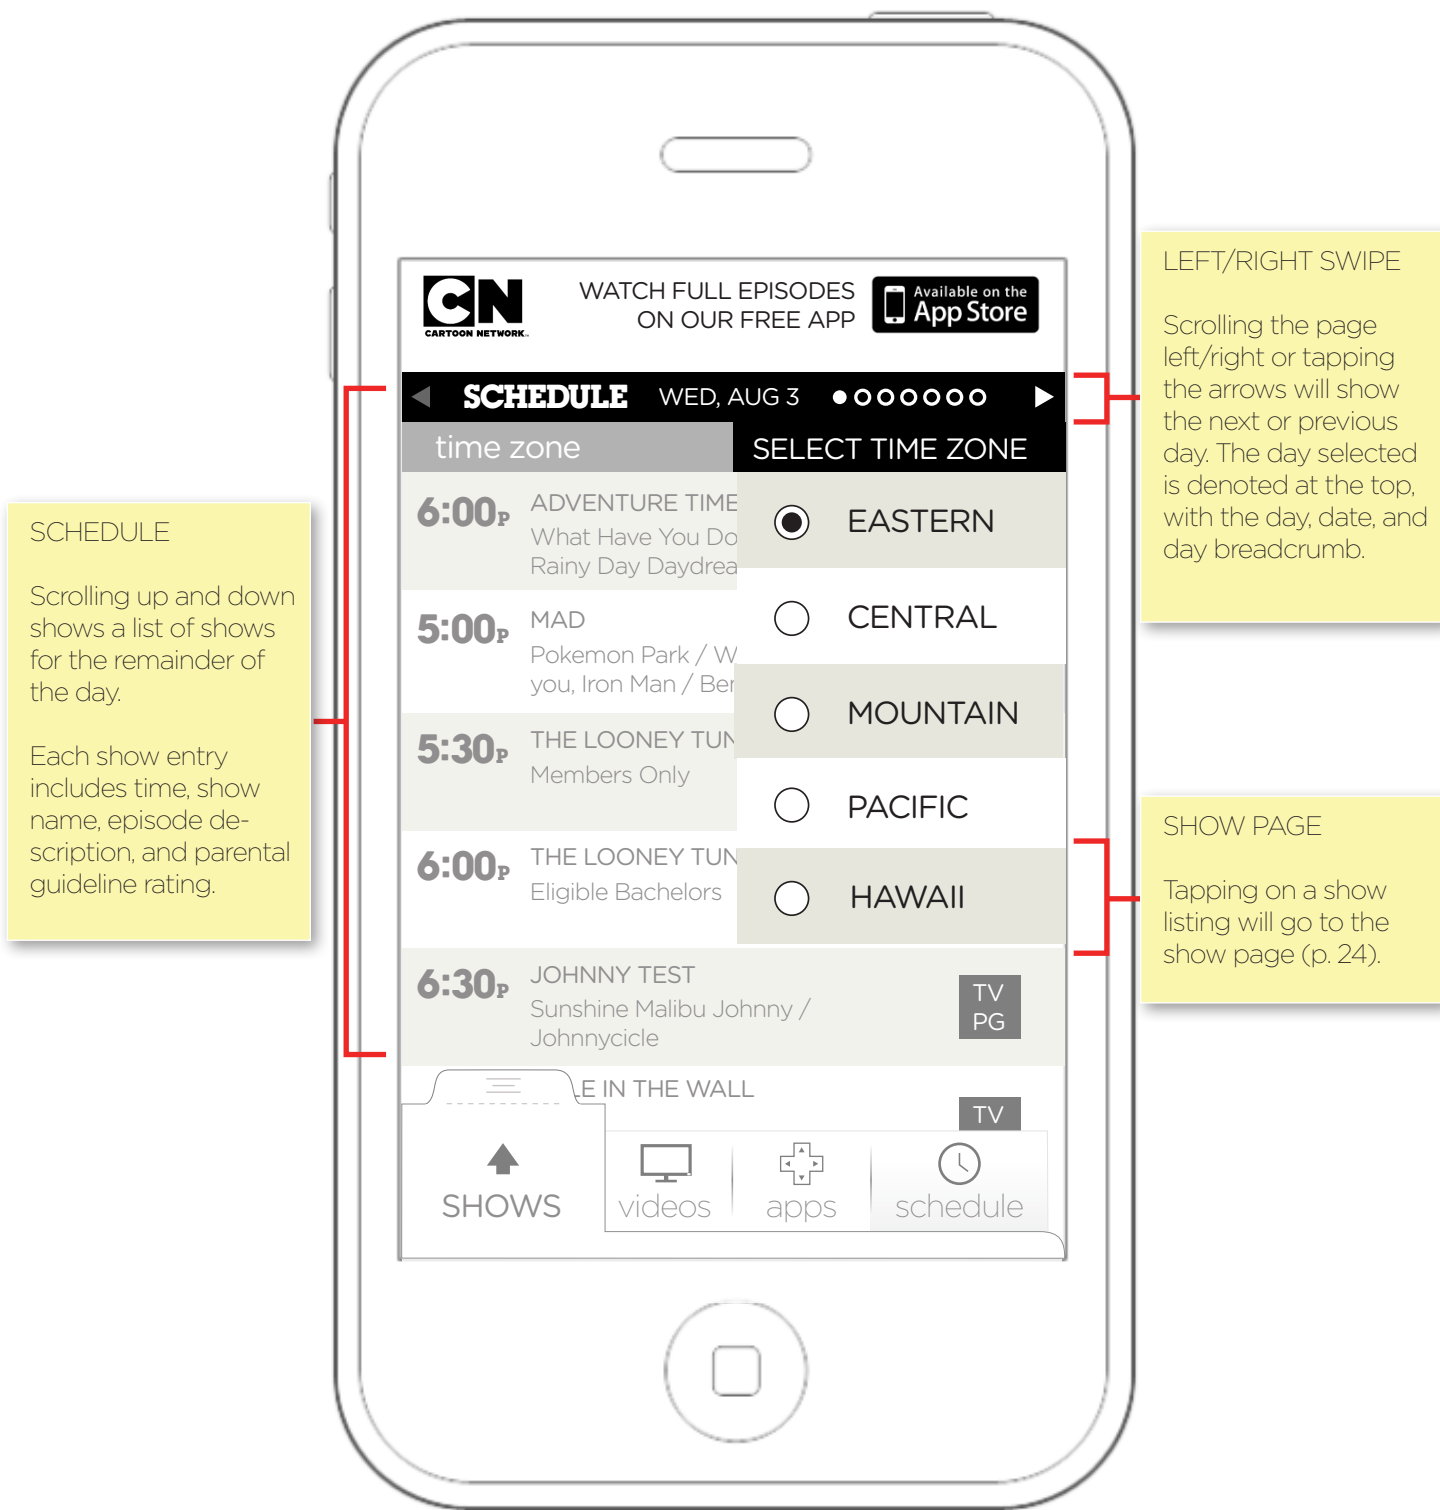 CN
CARTOON NETWORK
WATCH FULL EPISODES
ON OUR FREE APP
Available on the
App Store
SCHEDULE WED, AUG 3
time zone
SELECT TIME ZONE
6:00P ADVENTURE TIME
What Have You Do
Rainy Day Daydrea
5:00P MAD
Pokemon Park / W
you, Iron Man / Ber
5:30P THE LOONEY TUN
Members Only
6:00P THE LOONEY TUN
Eligible Bachelors
6:30P JOHNNY TEST
Sunshine Malibu Johnny /
Johnnycicle
TV
PG
LE IN THE WALL
TV
EASTERN
CENTRAL
MOUNTAIN
PACIFIC
HAWAII
SHOWS
videos
apps
schedule
SCHEDULE
Scrolling up and down
shows a list of shows
for the remainder of
the day.
Each show entry
includes time, show
name, episode de-
scription, and parental
guideline rating.
LEFT/RIGHT SWIPE
Scrolling the page
left/right or tapping
the arrows will show
the next or previous
day. The day selected
is denoted at the top,
with the day, date, and
day breadcrumb.
SHOW PAGE
Tapping on a show
listing will go to the
show page (p. 24).